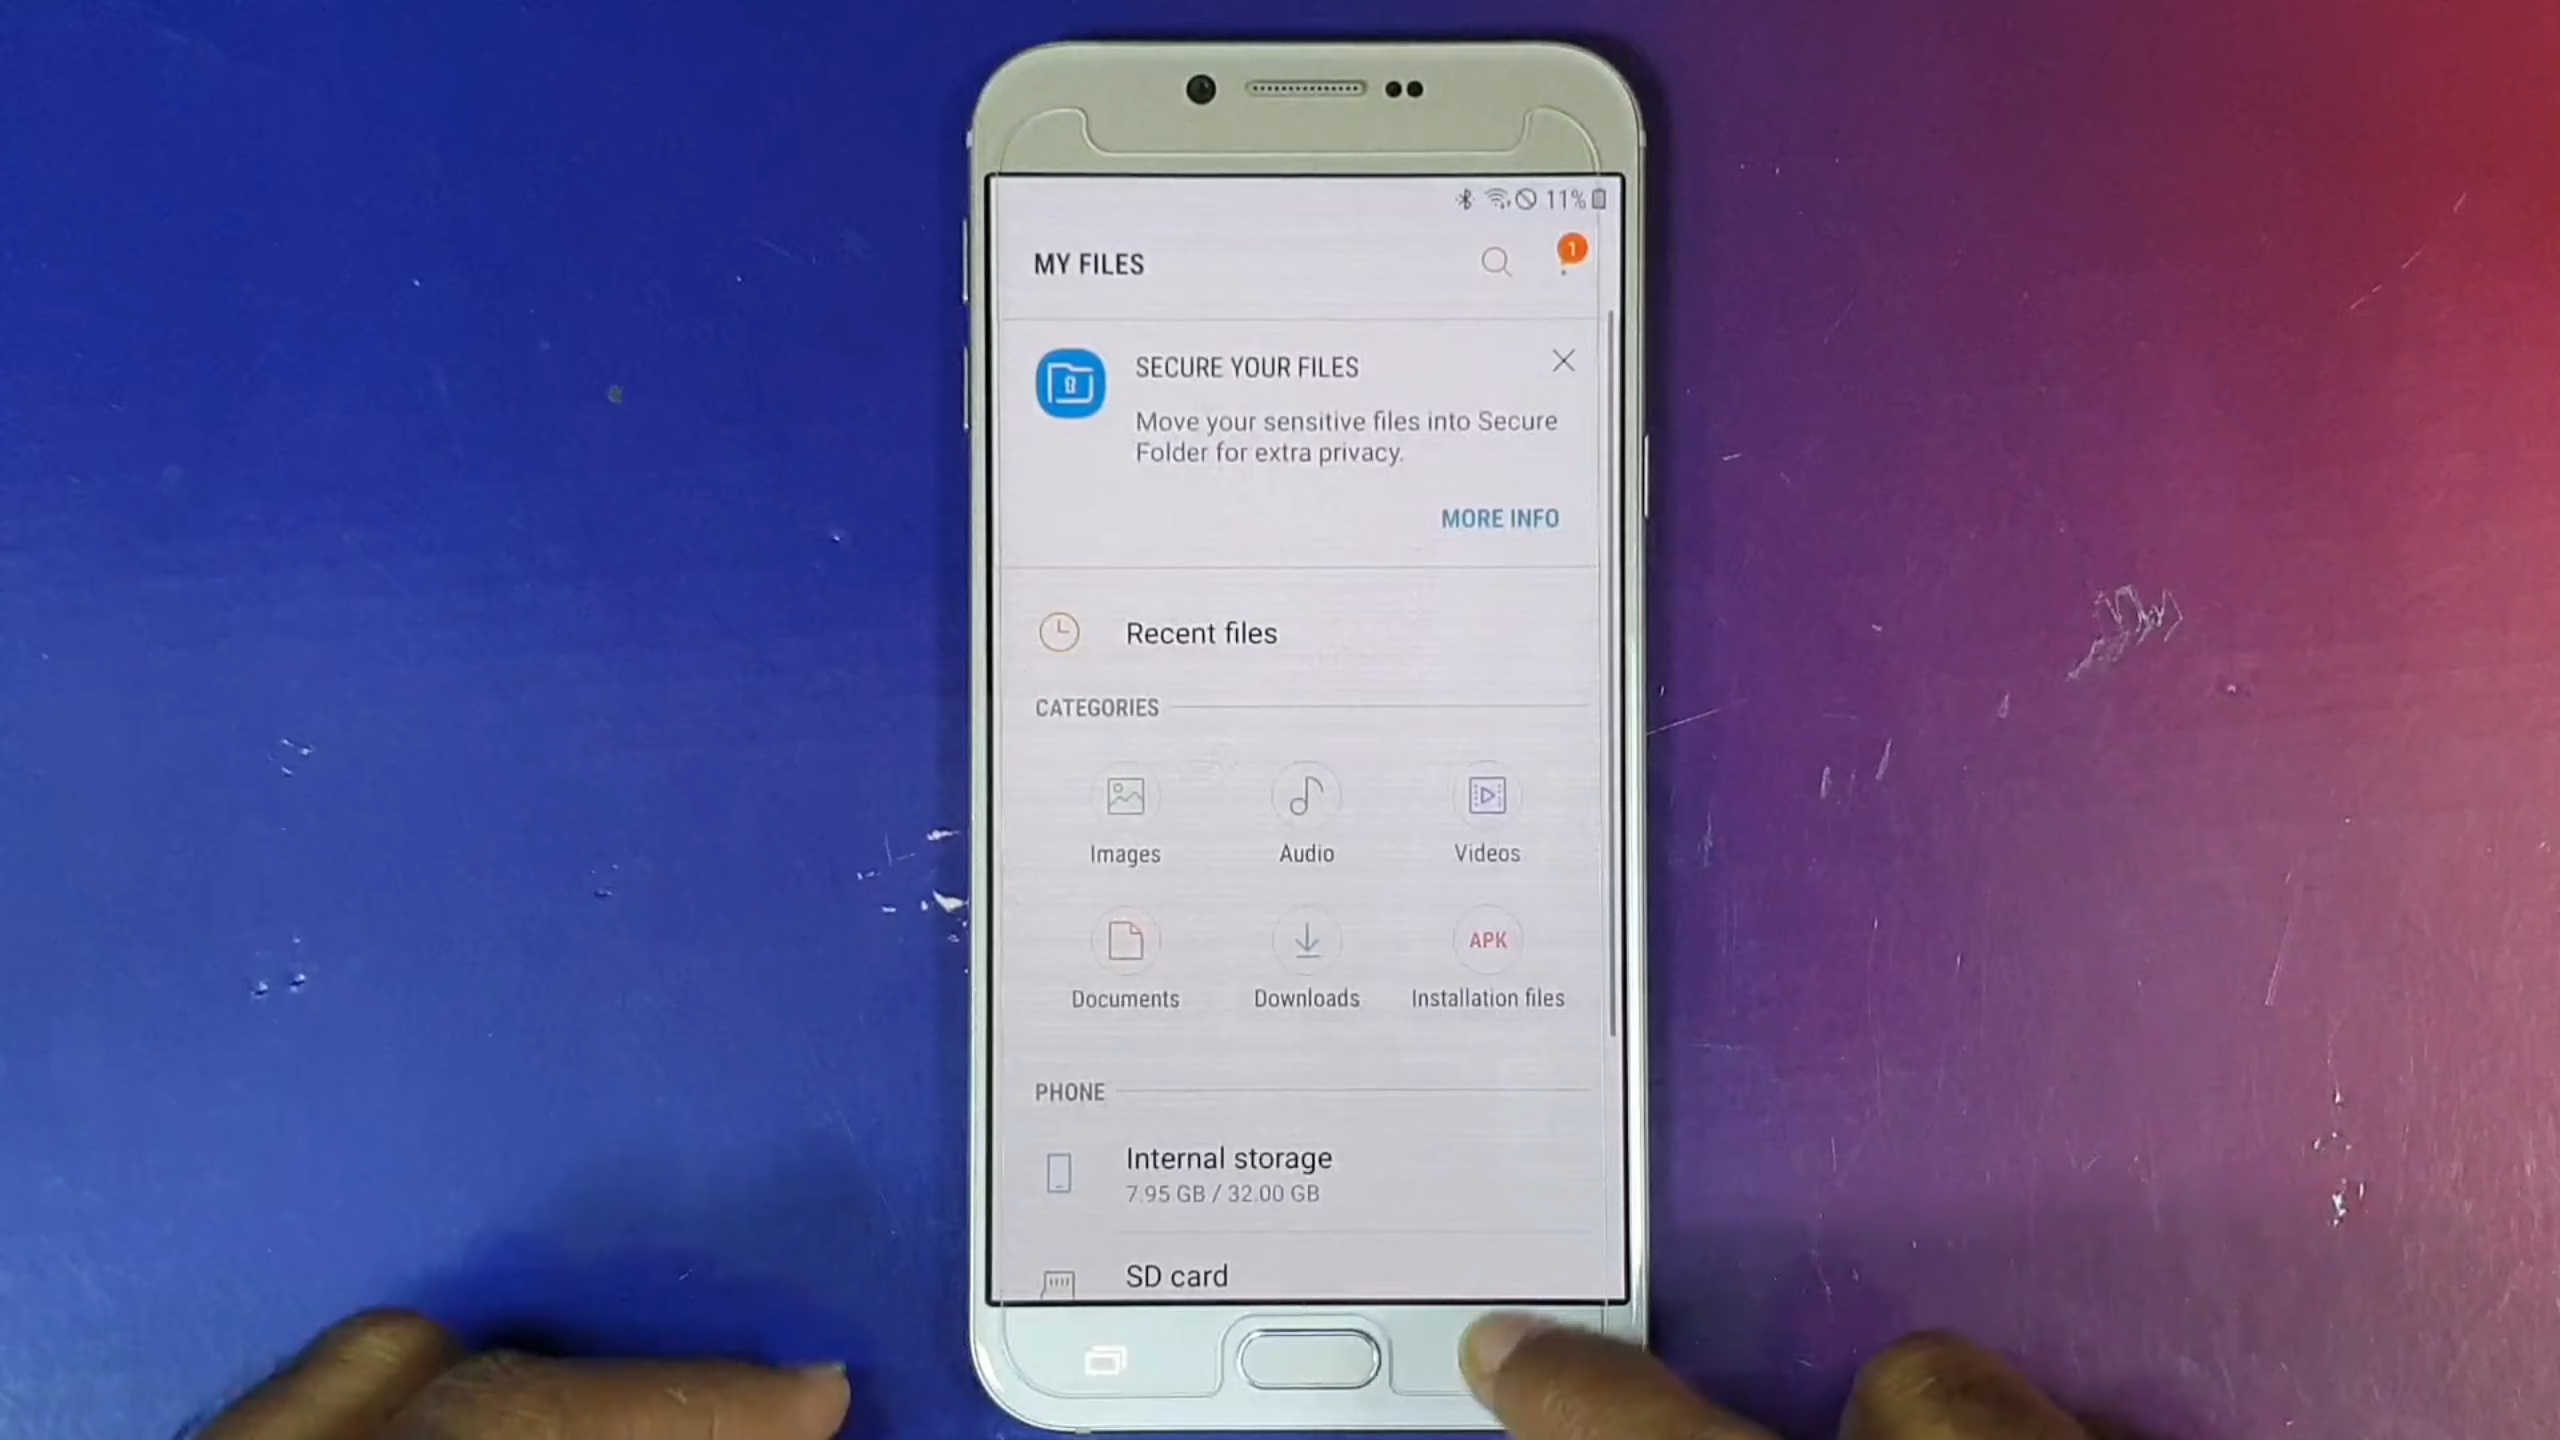 11%
MY FILES
1
SECURE YOUR FILES
Move your sensitive files into Secure
Folder for extra privacy.
MORE INFO
Recent files
CATEGORIES
Images
Audio
Videos
APK
Documents
Downloads
Installation files
PHONE
Internal storage
7.95 GB / 32.00 GB
SD card